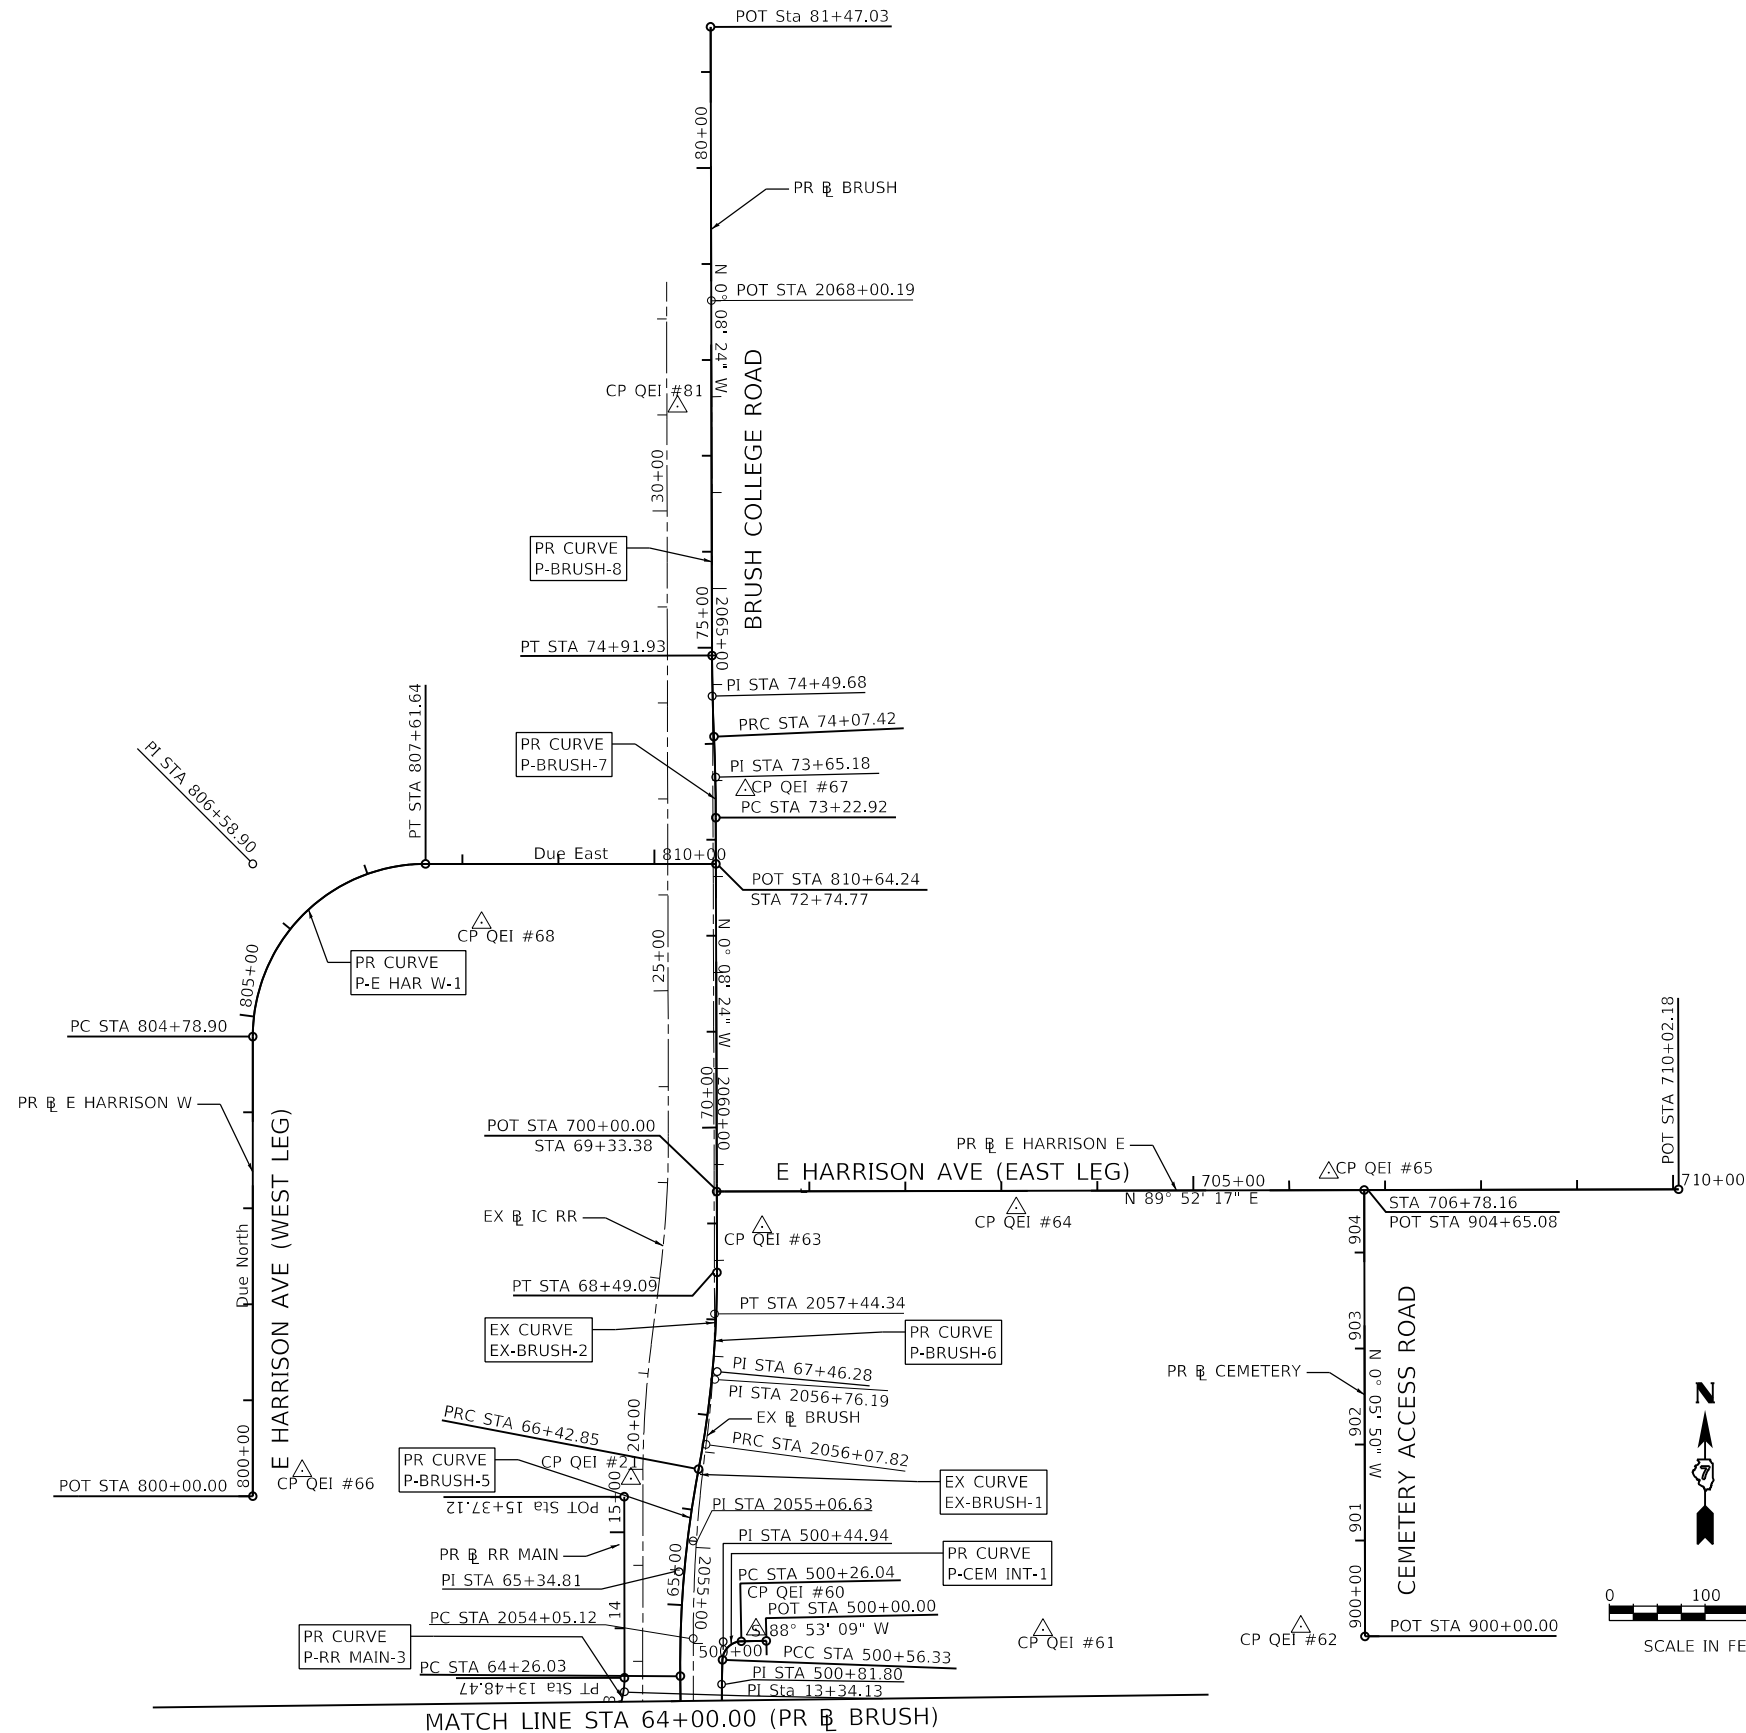 POT Sta 81+47.03
80+00
PR B͟L BRUSH
N 0° 08' 24" W
POT STA 2068+00.19
BRUSH COLLEGE ROAD
CP QEI #81
30+00
PR CURVE
P-BRUSH-8
75+00
2065+00
PT STA 74+91.93
PI STA 74+49.68
PRC STA 74+07.42
PR CURVE
P-BRUSH-7
PI STA 73+65.18
CP QEI #67
PC STA 73+22.92
PI STA 806+58.90
PT STA 807+61.64
Due East
810+00
POT STA 810+64.24
STA 72+74.77
CP QEI #68
PR CURVE
P-E HAR W-1
805+00
25+00
N 0° 08' 24" W
PC STA 804+78.90
PR BL E HARRISON W
E HARRISON AVE (WEST LEG)
Due North
800+00
POT STA 800+00.00
CP QEI #66
70+00
2060+00
POT STA 700+00.00
STA 69+33.38
PR BL E HARRISON E
E HARRISON AVE (EAST LEG)
N 89° 52' 17" E
705+00
CP QEI #65
POT STA 710+02.18
710+00
CP QEI #64
CP QEI #63
STA 706+78.16
POT STA 904+65.08
EX BL IC RR
PT STA 68+49.09
PT STA 2057+44.34
EX CURVE
EX-BRUSH-2
PR CURVE
P-BRUSH-6
PI STA 67+46.28
PI STA 2056+76.19
EX BL BRUSH
PRC STA 66+42.85
PRC STA 2056+07.82
20+00
CP QEI #21
PR CURVE
P-BRUSH-5
EX CURVE
EX-BRUSH-1
POT Sta 15+37.12
15+00
PI STA 2055+06.63
PI STA 500+44.94
PR BL RR MAIN
PI STA 65+34.81
65+00
2055+00
PR CURVE
P-CEM INT-1
PC STA 500+26.04
CP QEI #60
POT STA 500+00.00
S 88° 53' 09" W
500+00
PC STA 2054+05.12
14
PR CURVE
P-RR MAIN-3
PCC STA 500+56.33
PC STA 64+26.03
PI STA 500+81.80
PT Sta 13+48.47
PI Sta 13+34.13
MATCH LINE STA 64+00.00 (PR BL BRUSH)
CP QEI #61
CP QEI #62
PR BL CEMETERY
904
903
902
901
900+00
N 0° 05' 50" W
CEMETERY ACCESS ROAD
POT STA 900+00.00
N
7
0 100
SCALE IN FE